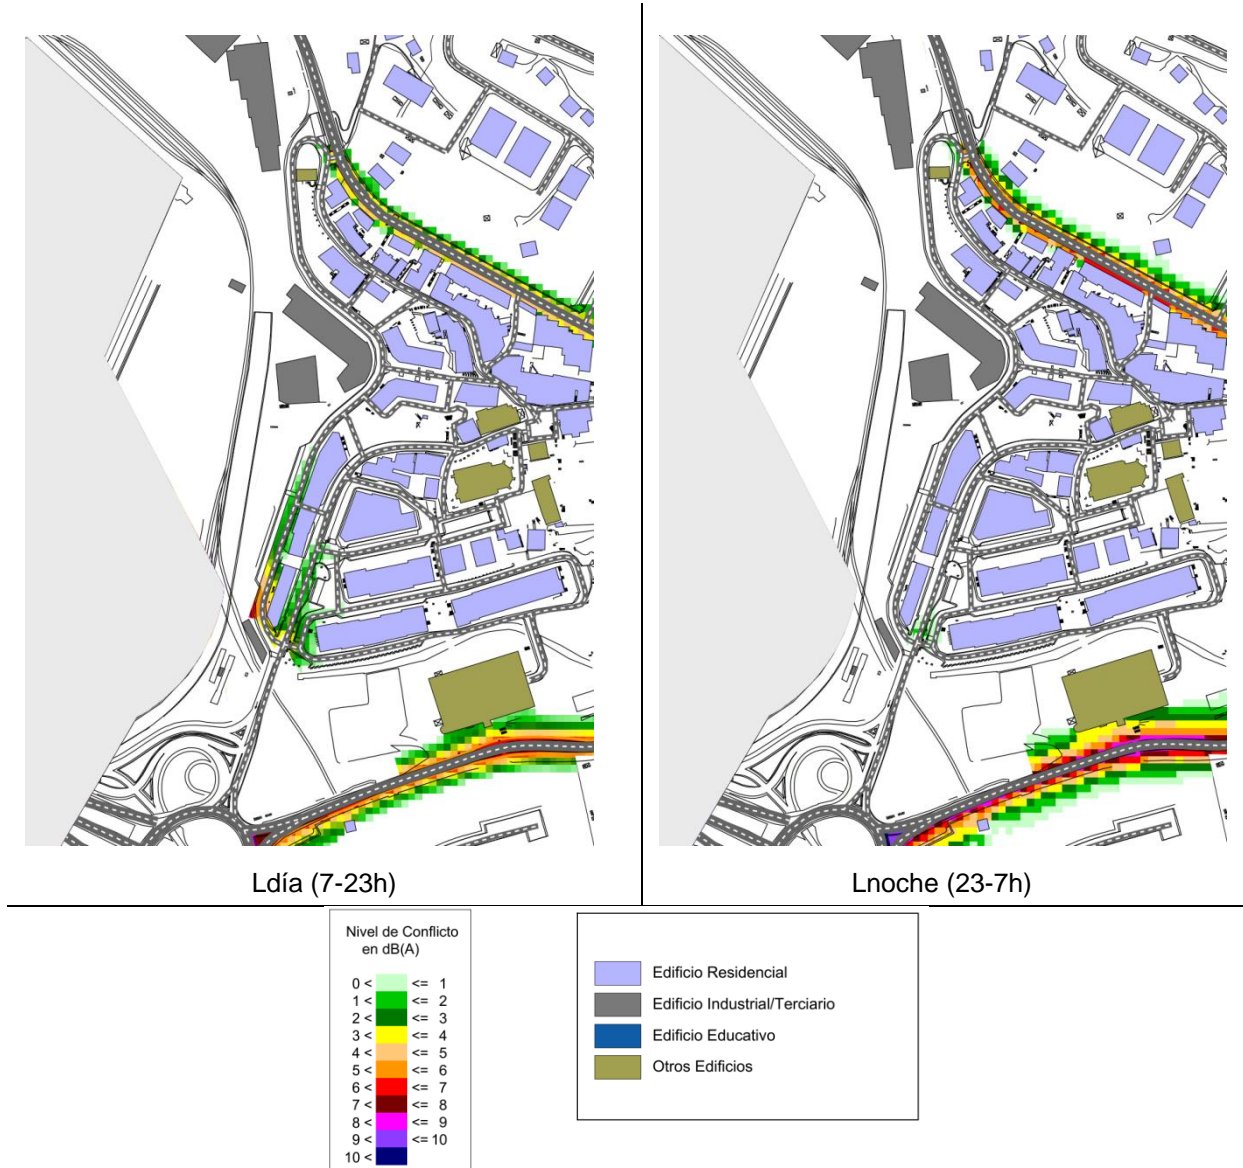 Ldía (7-23h)
Lnoche (23-7h)
Nivel de Conflicto
en dB(A)
0 < <= 1
1 < <= 2
2 < <= 3
3 < <= 4
4 < <= 5
5 < <= 6
6 < <= 7
7 < <= 8
8 < <= 9
9 < <= 10
10 <
Edificio Residencial
Edificio Industrial/Terciario
Edificio Educativo
Otros Edificios